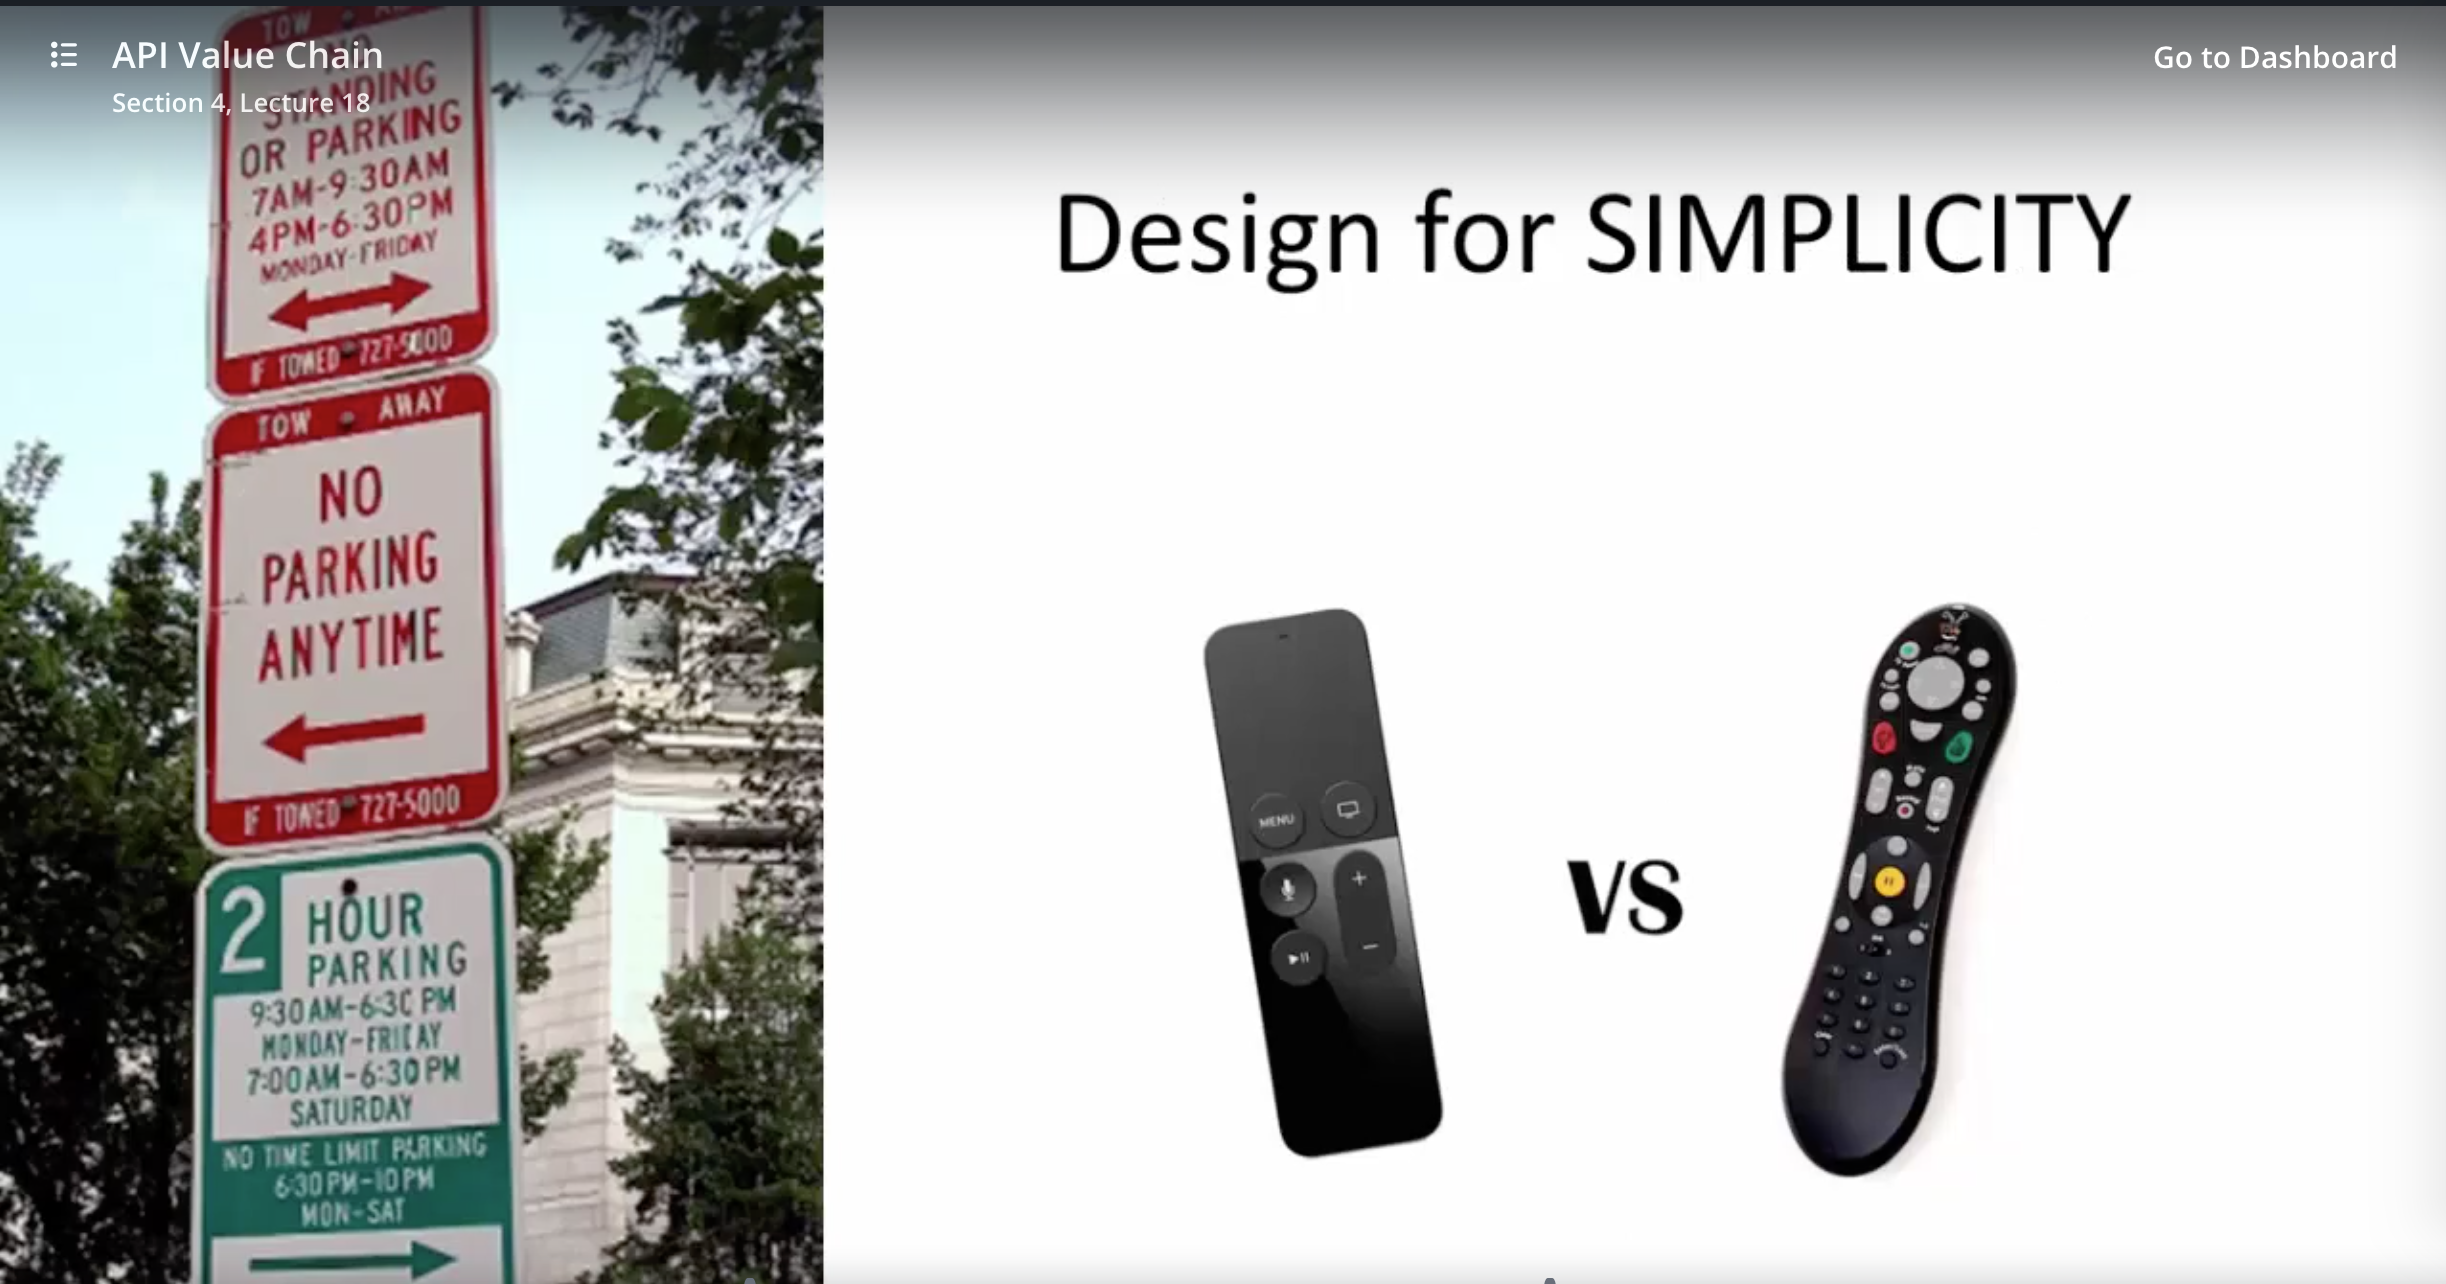 API Value Chain
Section 4, Lecture 18
Go to Dashboard
TOW
NO
STANDING
OR PARKING
7AM-9:30AM
4PM-6:30PM
MONDAY-FRIDAY
IF TOWED 727-5000
TOW AWAY
NO
PARKING
ANYTIME
IF TOWED 727-5000
2 HOUR
PARKING
9:30AM-6:30PM
MONDAY-FRIDAY
7:00AM-6:30PM
SATURDAY
NO TIME LIMIT PARKING
6:30PM-10PM
MON-SAT
Design for SIMPLICITY
MENU
VS